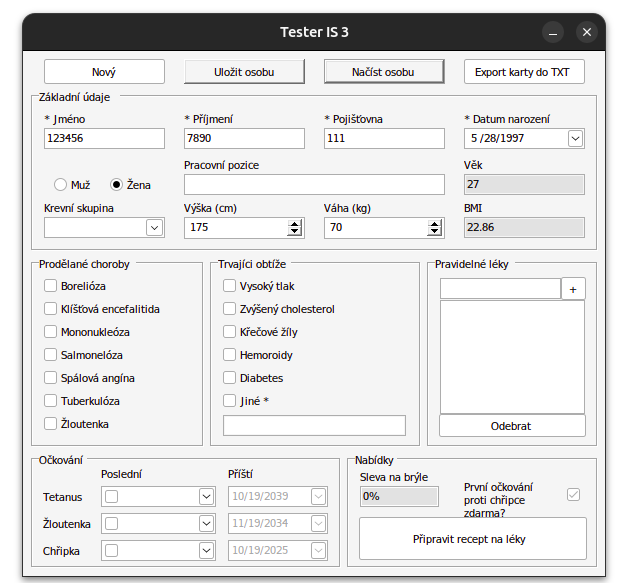 Tester IS 3
Nový
Uložit osobu
Načíst osobu
Export karty do TXT
Základní údaje
* Jméno
* Příjmení
* Pojišťovna
* Datum narození
123456
7890
111
5 /28/1997
Pracovní pozice
Věk
Muž
Žena
27
Krevní skupina
Výška (cm)
Váha (kg)
BMI
175
70
22.86
Prodělané choroby
Trvající obtíže
Pravidelné léky
Borelióza
Klíšťová encefalitida
Mononukleóza
Salmonelóza
Spálová angína
Tuberkulóza
Žloutenka
Vysoký tlak
Zvýšený cholesterol
Křečové žíly
Hemoroidy
Diabetes
Jiné *
+
Odebrat
Očkování
Poslední
Příští
Tetanus
10/19/2039
Žloutenka
11/19/2034
Chřipka
10/19/2025
Nabídky
Sleva na brýle
0%
První očkování
proti chřipce
zdarma?
Připravit recept na léky